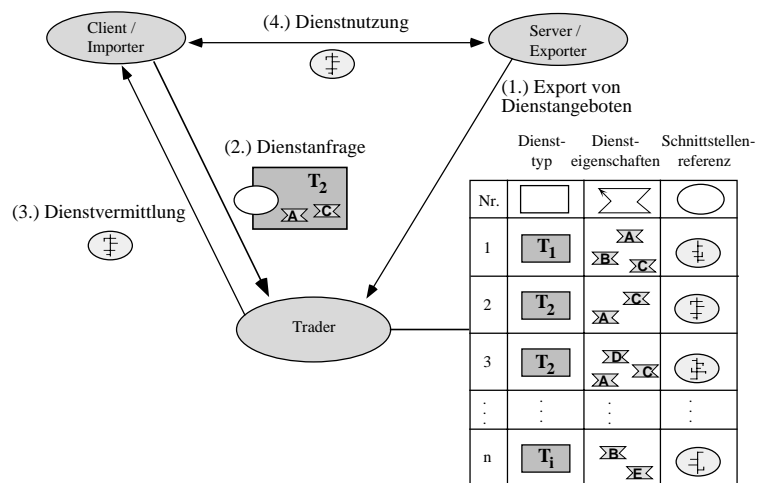 Client /
Importer
(4.) Dienstnutzung
Server /
Exporter
(1.) Export von
Dienstangeboten
(2.) Dienstanfrage
T2
A C
(3.) Dienstvermittlung
Trader
Dienst-
typ
Dienst-
eigenschaften
Schnittstellen-
referenz
Nr.
1 T1 A B C
2 T2 C A
3 T2 D C A
. . . .
. . . .
. . . .
n Ti B E